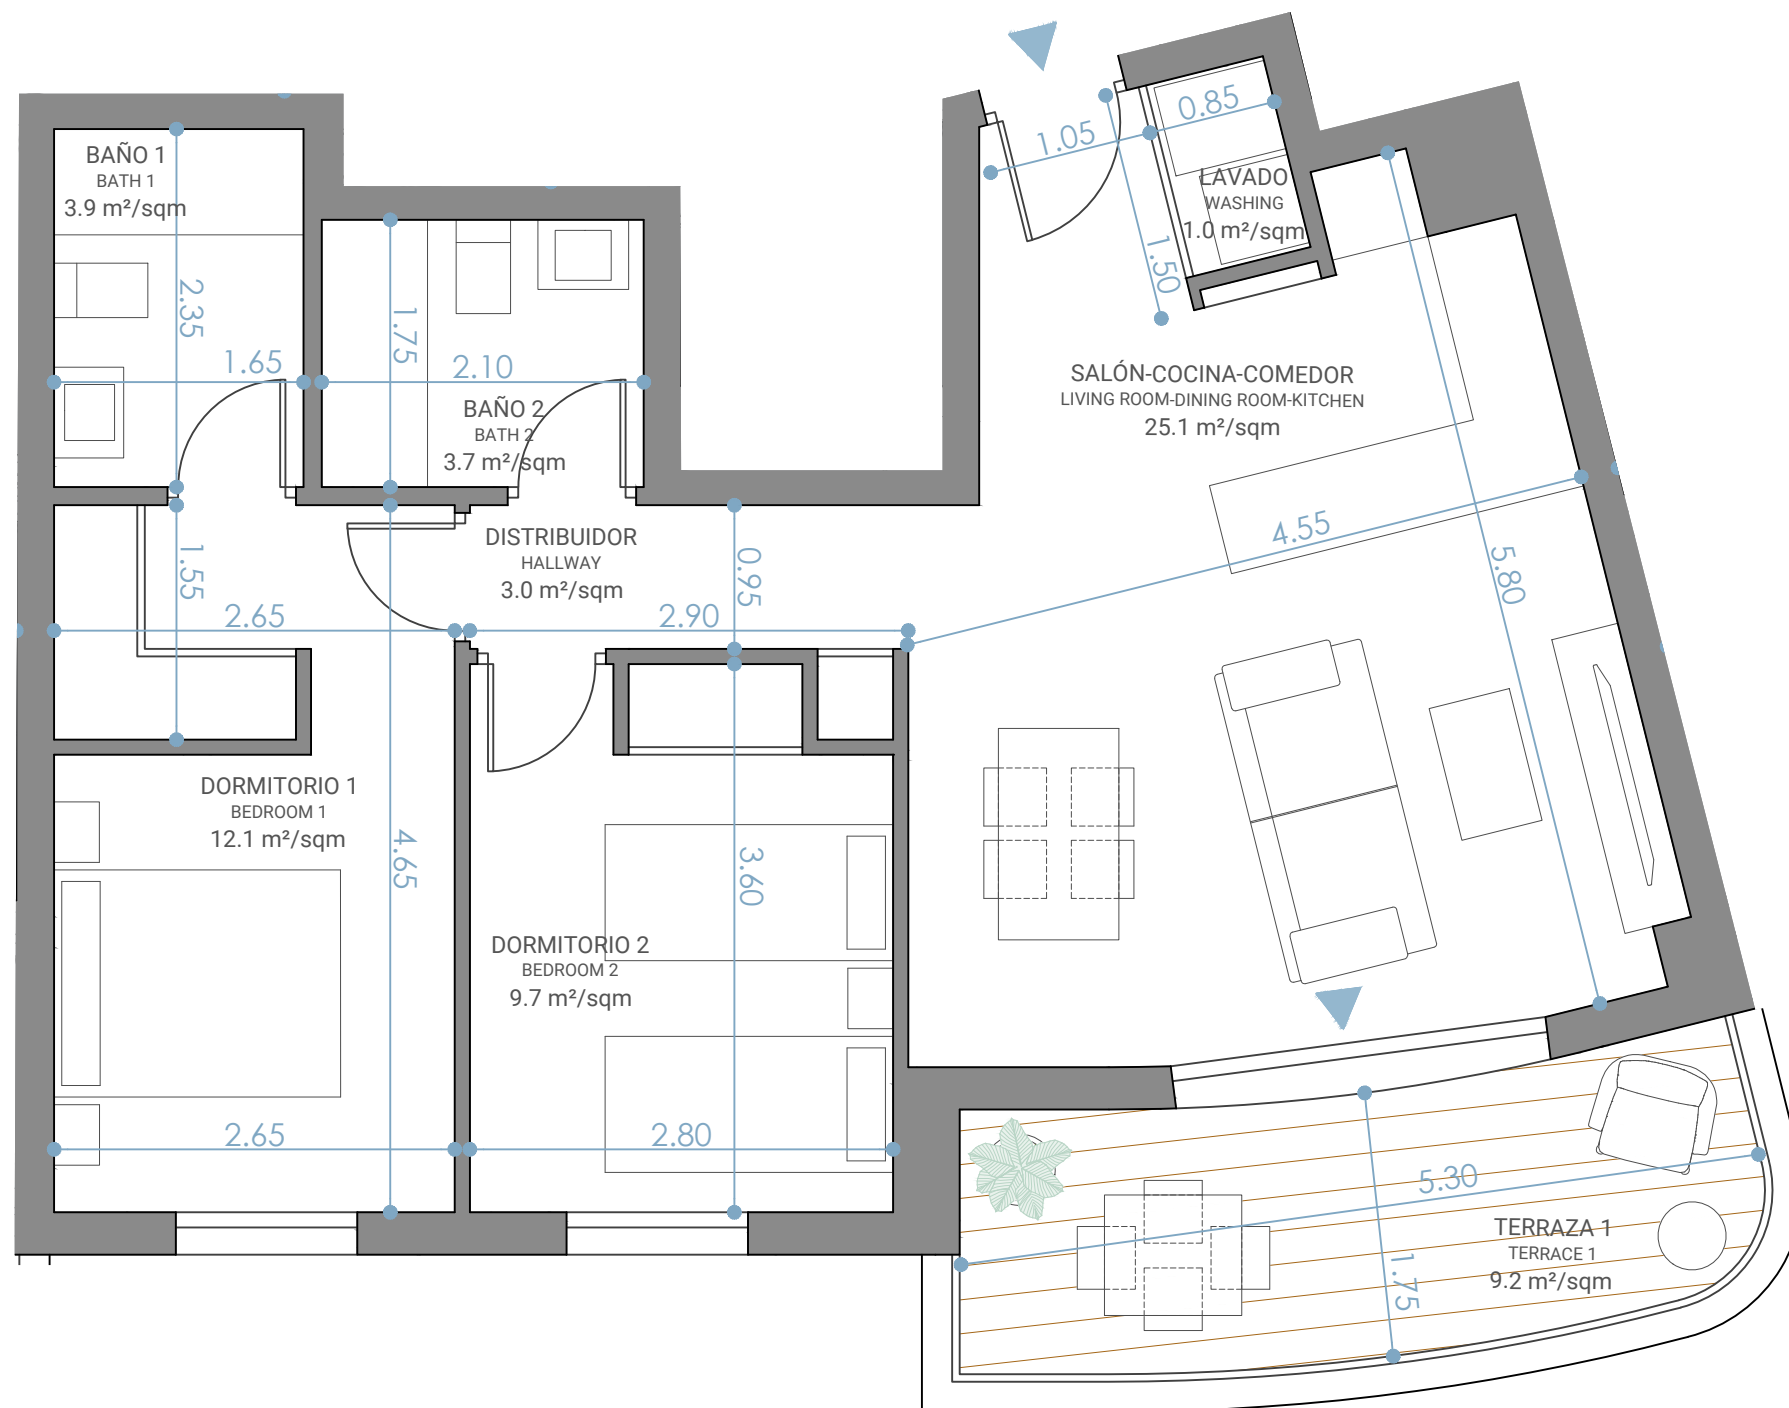 BAÑO 1
BATH 1
3.9 m²/sqm
2.35
1.65
1.75
2.10
BAÑO 2
BATH 2
3.7 m²/sqm
1.05
0.85
LAVADO
WASHING
1.0 m²/sqm
1.50
SALÓN-COCINA-COMEDOR
LIVING ROOM-DINING ROOM-KITCHEN
25.1 m²/sqm
4.55
5.80
DISTRIBUIDOR
HALLWAY
3.0 m²/sqm
0.95
1.55
2.65
2.90
DORMITORIO 1
BEDROOM 1
12.1 m²/sqm
4.65
3.60
DORMITORIO 2
BEDROOM 2
9.7 m²/sqm
2.65
2.80
5.30
TERRAZA 1
TERRACE 1
9.2 m²/sqm
1.75